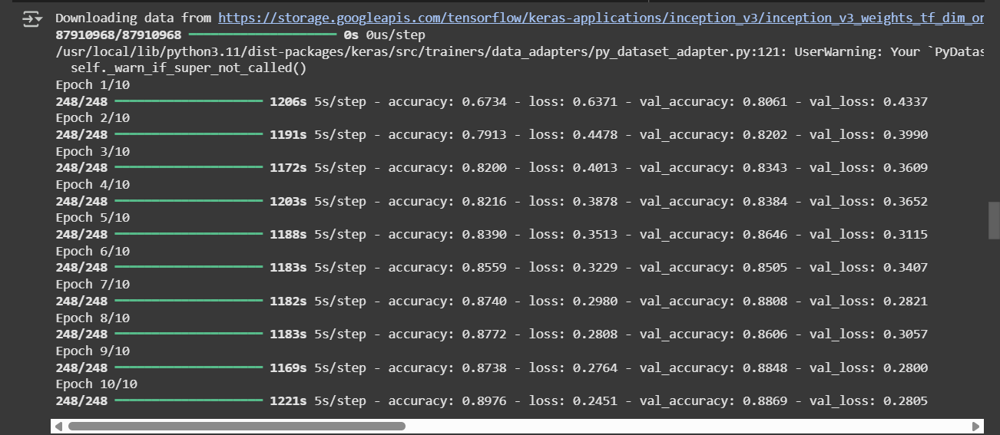 Downloading data from https://storage.googleapis.com/tensorflow/keras-applications/inception_v3/inception_v3_weights_tf_dim_or
87910968/87910968 ━━━━━━━━━━━━━━━━━━━━ 0s 0us/step
/usr/local/lib/python3.11/dist-packages/keras/src/trainers/data_adapters/py_dataset_adapter.py:121: UserWarning: Your `PyDatas
self._warn_if_super_not_called()
Epoch 1/10
248/248 ━━━━━━━━━━━━━━━━━━━━ 1206s 5s/step - accuracy: 0.6734 - loss: 0.6371 - val_accuracy: 0.8061 - val_loss: 0.4337
Epoch 2/10
248/248 ━━━━━━━━━━━━━━━━━━━━ 1191s 5s/step - accuracy: 0.7913 - loss: 0.4478 - val_accuracy: 0.8202 - val_loss: 0.3990
Epoch 3/10
248/248 ━━━━━━━━━━━━━━━━━━━━ 1172s 5s/step - accuracy: 0.8200 - loss: 0.4013 - val_accuracy: 0.8343 - val_loss: 0.3609
Epoch 4/10
248/248 ━━━━━━━━━━━━━━━━━━━━ 1203s 5s/step - accuracy: 0.8216 - loss: 0.3878 - val_accuracy: 0.8384 - val_loss: 0.3652
Epoch 5/10
248/248 ━━━━━━━━━━━━━━━━━━━━ 1188s 5s/step - accuracy: 0.8390 - loss: 0.3513 - val_accuracy: 0.8646 - val_loss: 0.3115
Epoch 6/10
248/248 ━━━━━━━━━━━━━━━━━━━━ 1183s 5s/step - accuracy: 0.8559 - loss: 0.3229 - val_accuracy: 0.8505 - val_loss: 0.3407
Epoch 7/10
248/248 ━━━━━━━━━━━━━━━━━━━━ 1182s 5s/step - accuracy: 0.8740 - loss: 0.2980 - val_accuracy: 0.8808 - val_loss: 0.2821
Epoch 8/10
248/248 ━━━━━━━━━━━━━━━━━━━━ 1183s 5s/step - accuracy: 0.8772 - loss: 0.2808 - val_accuracy: 0.8606 - val_loss: 0.3057
Epoch 9/10
248/248 ━━━━━━━━━━━━━━━━━━━━ 1169s 5s/step - accuracy: 0.8738 - loss: 0.2764 - val_accuracy: 0.8848 - val_loss: 0.2800
Epoch 10/10
248/248 ━━━━━━━━━━━━━━━━━━━━ 1221s 5s/step - accuracy: 0.8976 - loss: 0.2451 - val_accuracy: 0.8869 - val_loss: 0.2805